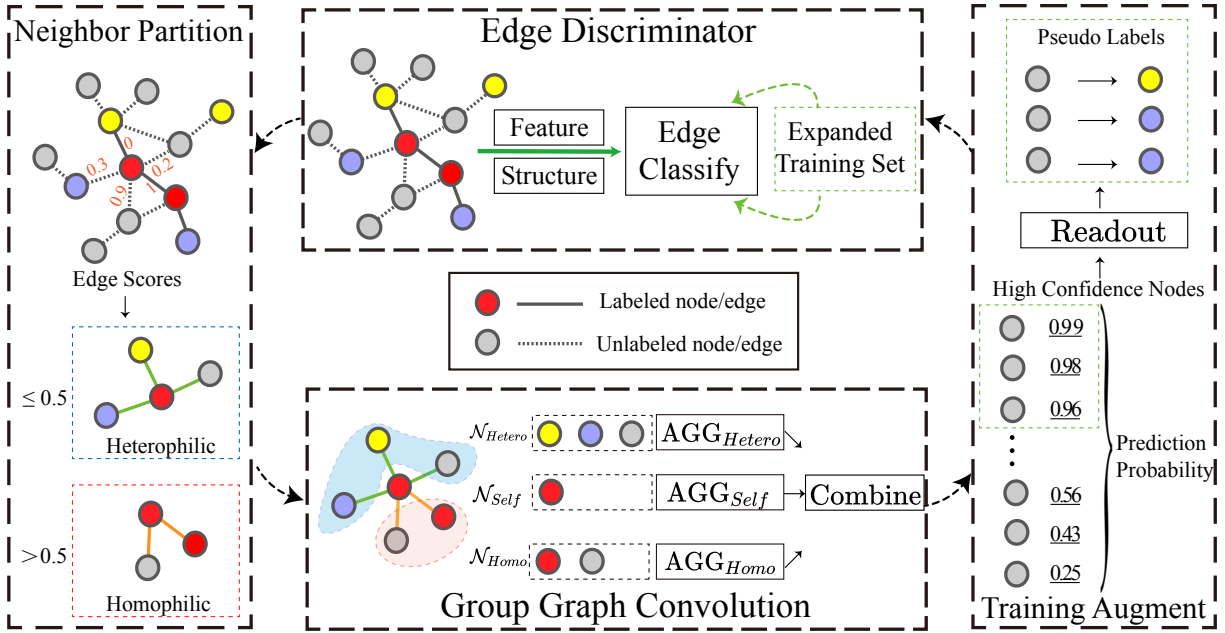 Neighbor Partition
0
0.3
0.2
1
0.9
Edge Scores
↓
≤ 0.5
Heterophilic
> 0.5
Homophilic
Edge Discriminator
Feature
Structure
Edge
Classify
Expanded
Training Set
Labeled node/edge
Unlabeled node/edge
𝒩Hetero
AGGHetero
𝒩Self
AGGSelf
Combine
𝒩Homo
AGGHomo
Group Graph Convolution
Pseudo Labels
Readout
High Confidence Nodes
0.99
0.98
0.96
0.56
0.43
0.25
Prediction
Probability
Training Augment